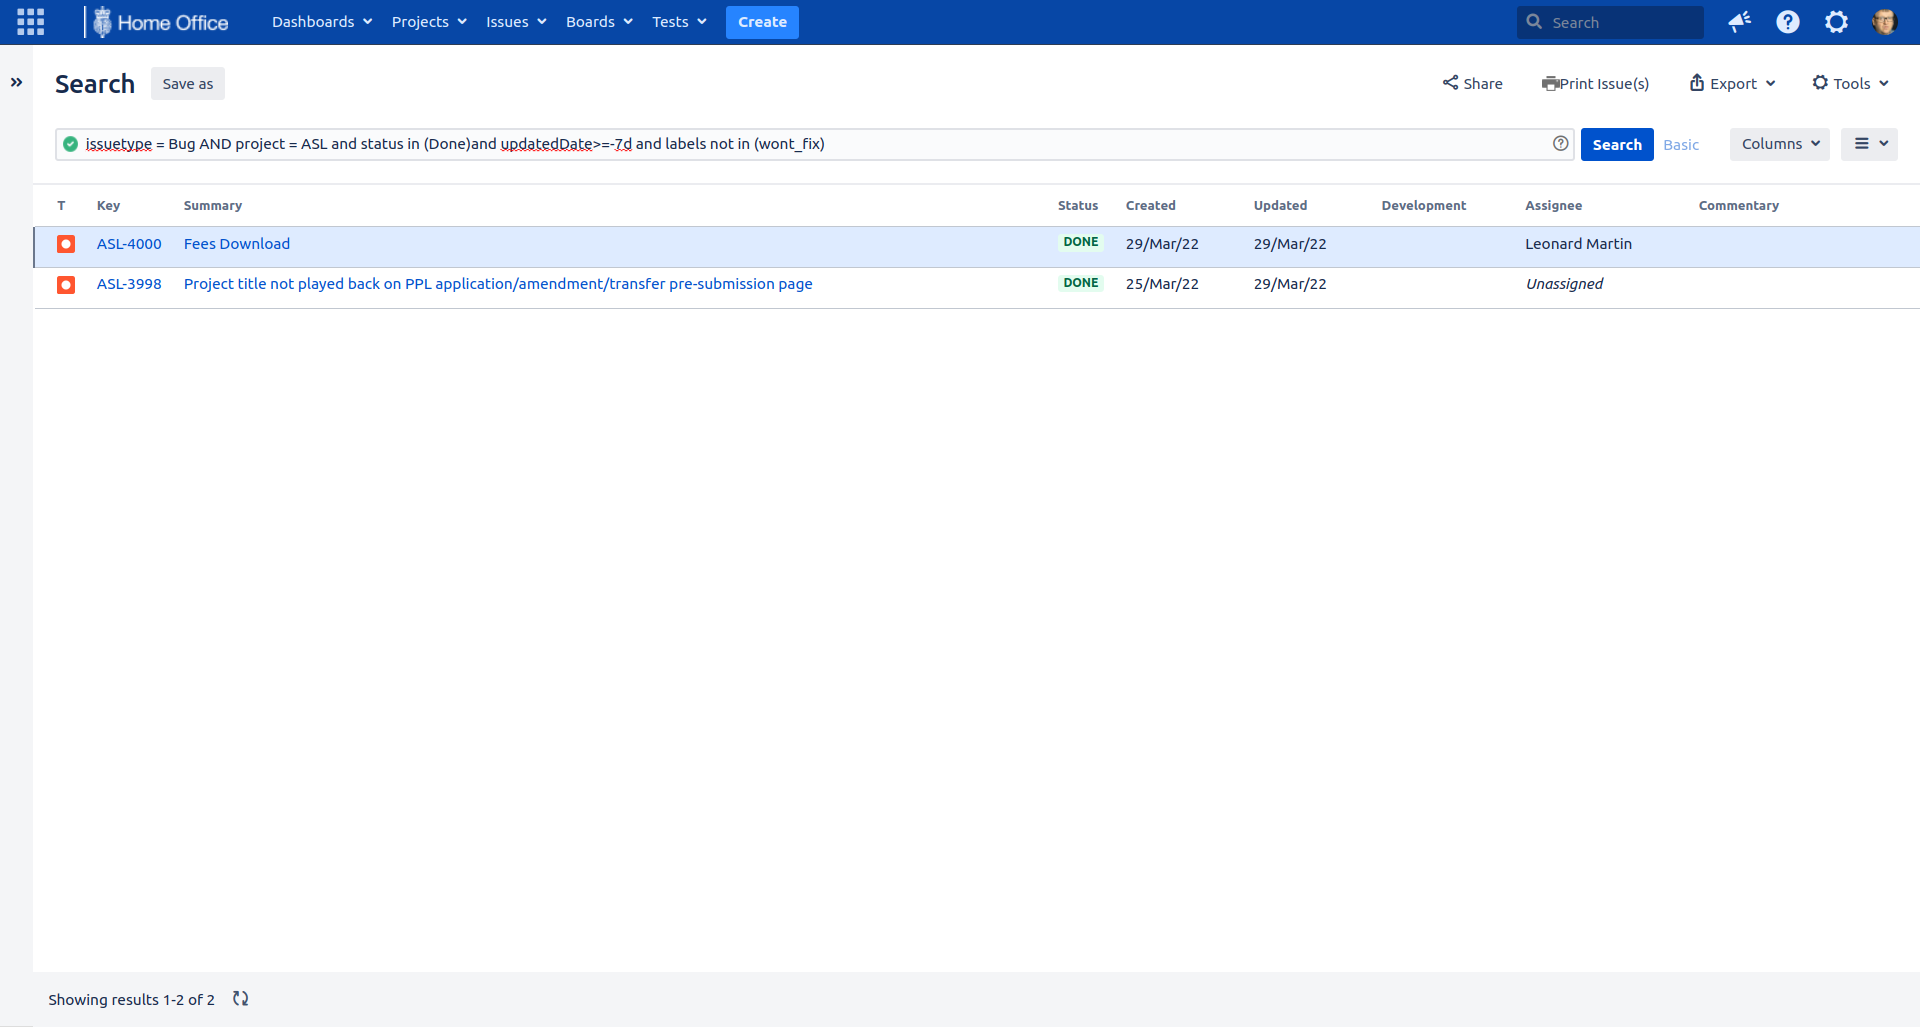 Home Office Dashboards Projects Issues Boards Tests Create Search
Search Save as Share Print Issue(s) Export Tools
issuetype = Bug AND project = ASL and status in (Done)and updatedDate>=-7d and labels not in (wont_fix) Search Basic Columns
T Key Summary Status Created Updated Development Assignee Commentary
ASL-4000 Fees Download DONE 29/Mar/22 29/Mar/22 Leonard Martin
ASL-3998 Project title not played back on PPL application/amendment/transfer pre-submission page DONE 25/Mar/22 29/Mar/22 Unassigned
Showing results 1-2 of 2